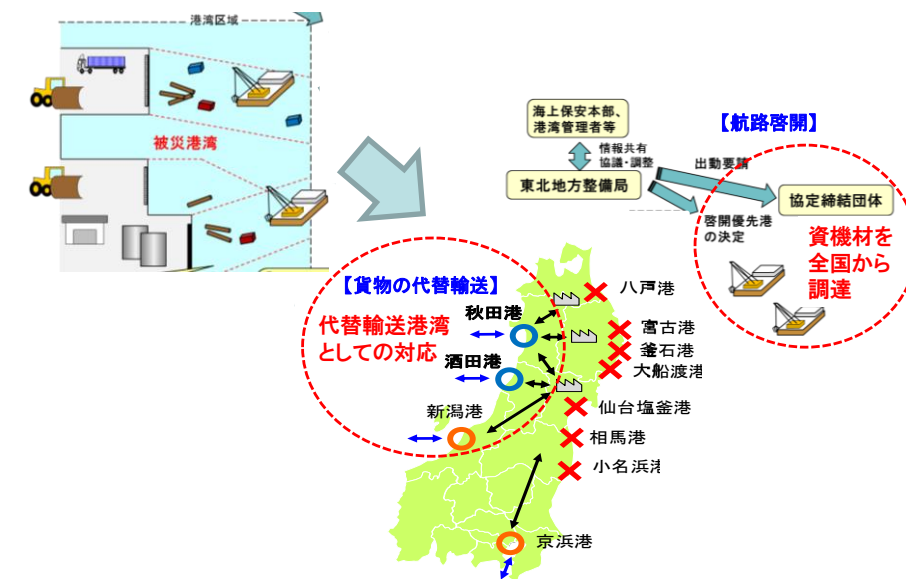 港湾区域
被災港湾
海上保安本部、
港湾管理者等
情報共有
協議・調整
東北地方整備局
【航路啓開】
出動要請
協定締結団体
啓開優先港
の決定
資機材を
全国から
調達
【貨物の代替輸送】
代替輸送港湾
としての対応
秋田港
酒田港
新潟港
八戸港
宮古港
釜石港
大船渡港
仙台塩釜港
相馬港
小名浜港
京浜港